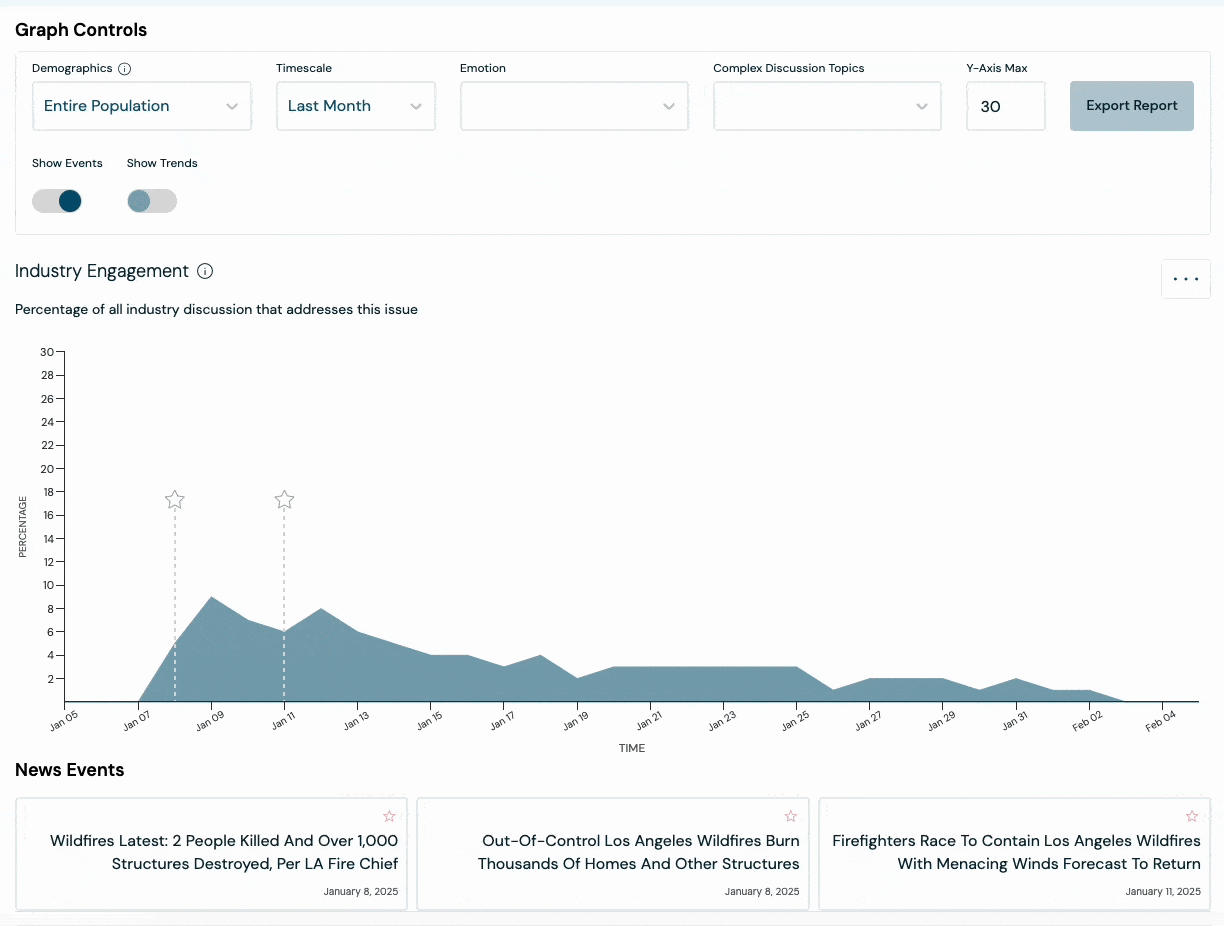 Graph Controls
Demographics
Timescale
Emotion
Complex Discussion Topics
Y-Axis Max
Entire Population
Last Month
30
Export Report
Show Events
Show Trends
Industry Engagement
Percentage of all industry discussion that addresses this issue
30
28
26
24
22
20
18
16
14
12
10
8
6
4
2
PERCENTAGE
Jan 05
Jan 07
Jan 09
Jan 11
Jan 13
Jan 15
Jan 17
Jan 19
Jan 21
Jan 23
Jan 25
Jan 27
Jan 29
Jan 31
Feb 02
Feb 04
TIME
News Events
Wildfires Latest: 2 People Killed And Over 1,000
Structures Destroyed, Per LA Fire Chief
January 8, 2025
Out-Of-Control Los Angeles Wildfires Burn
Thousands Of Homes And Other Structures
January 8, 2025
Firefighters Race To Contain Los Angeles Wildfires
With Menacing Winds Forecast To Return
January 11, 2025